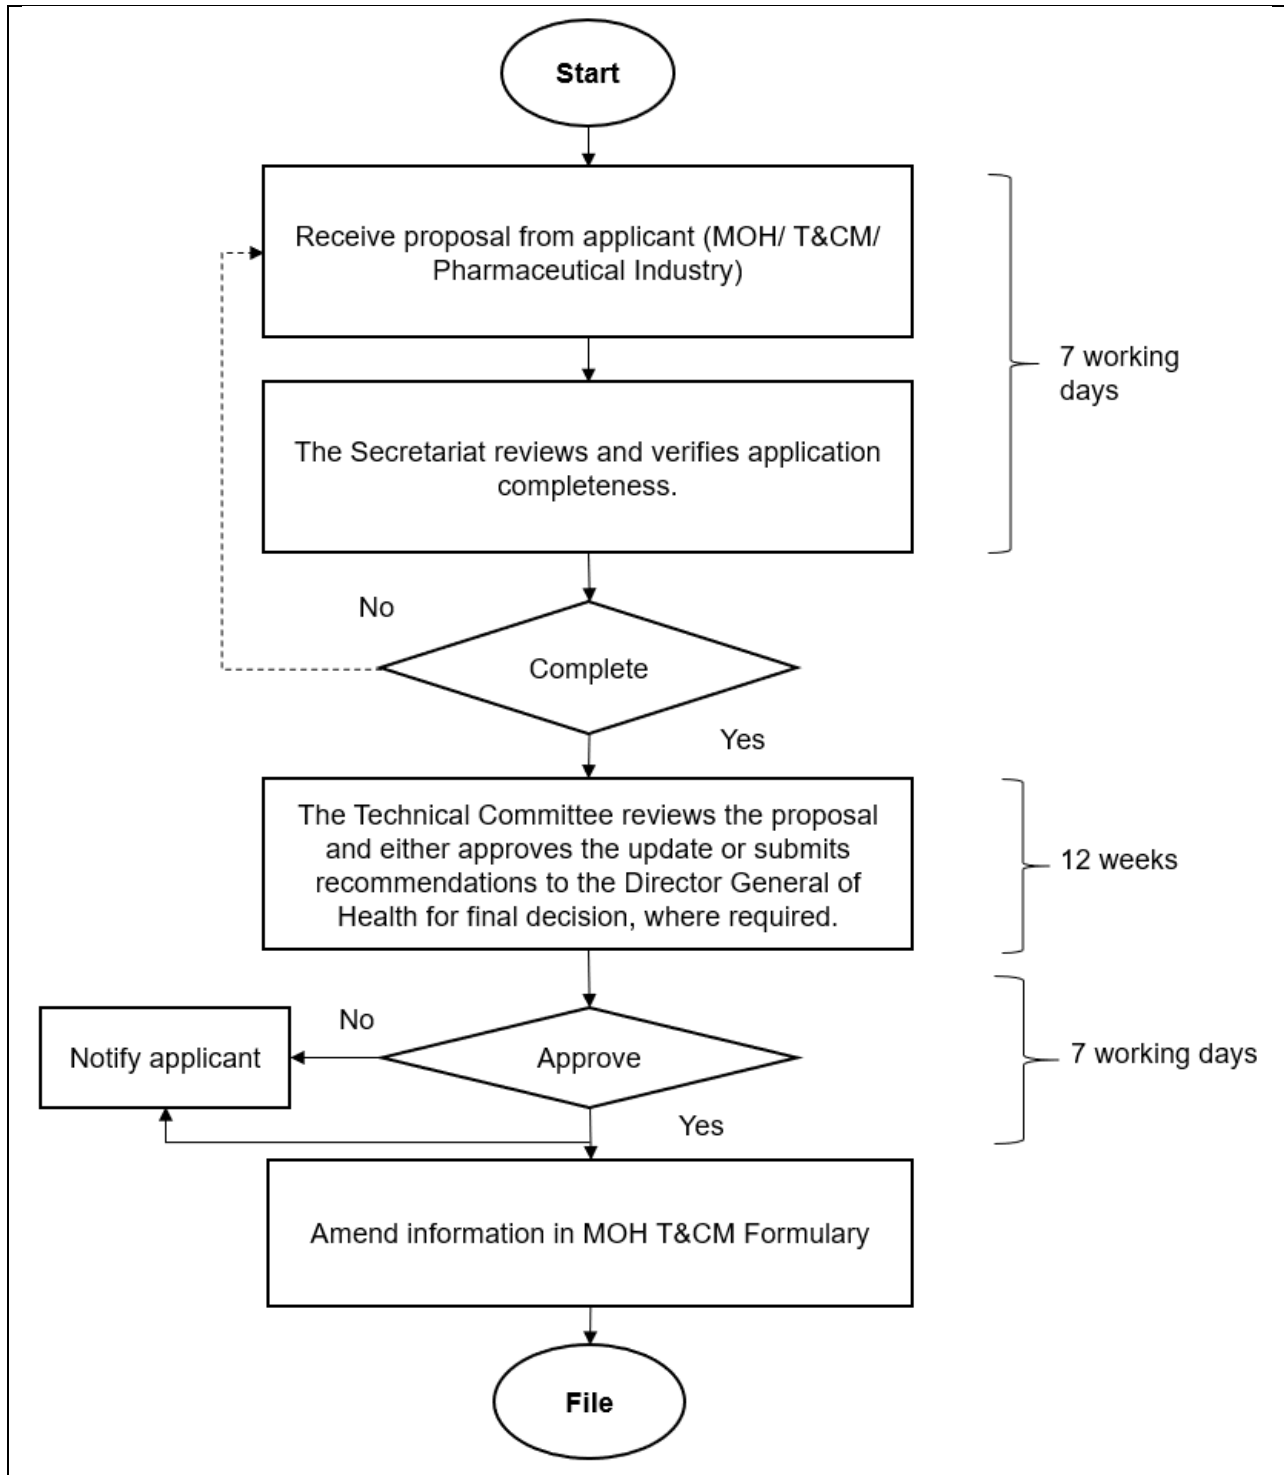 Start
Receive proposal from applicant (MOH/ T&CM/
Pharmaceutical Industry)
7 working
days
The Secretariat reviews and verifies application
completeness.
No
Complete
Yes
The Technical Committee reviews the proposal
and either approves the update or submits
recommendations to the Director General of
Health for final decision, where required.
12 weeks
No
Notify applicant
Approve
7 working days
Yes
Amend information in MOH T&CM Formulary
File